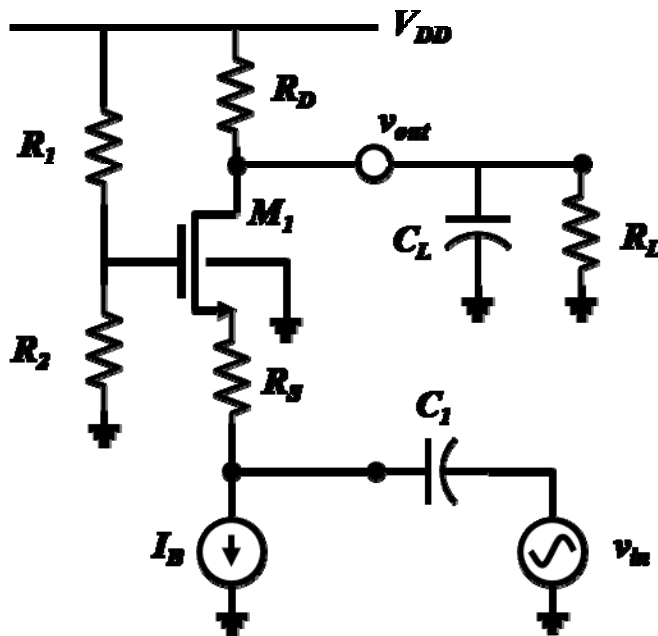 V_DD
R_D
v_out
R_1
M_1
C_L
R_L
R_2
R_S
C_1
I_B
v_in